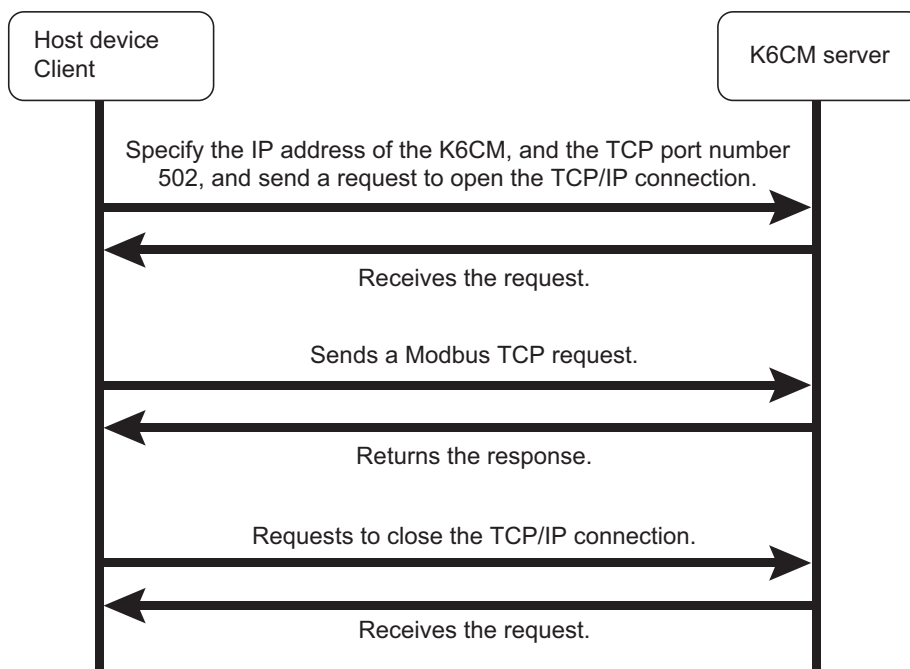 Host device
Client
K6CM server
Specify the IP address of the K6CM, and the TCP port number
502, and send a request to open the TCP/IP connection.
Receives the request.
Sends a Modbus TCP request.
Returns the response.
Requests to close the TCP/IP connection.
Receives the request.